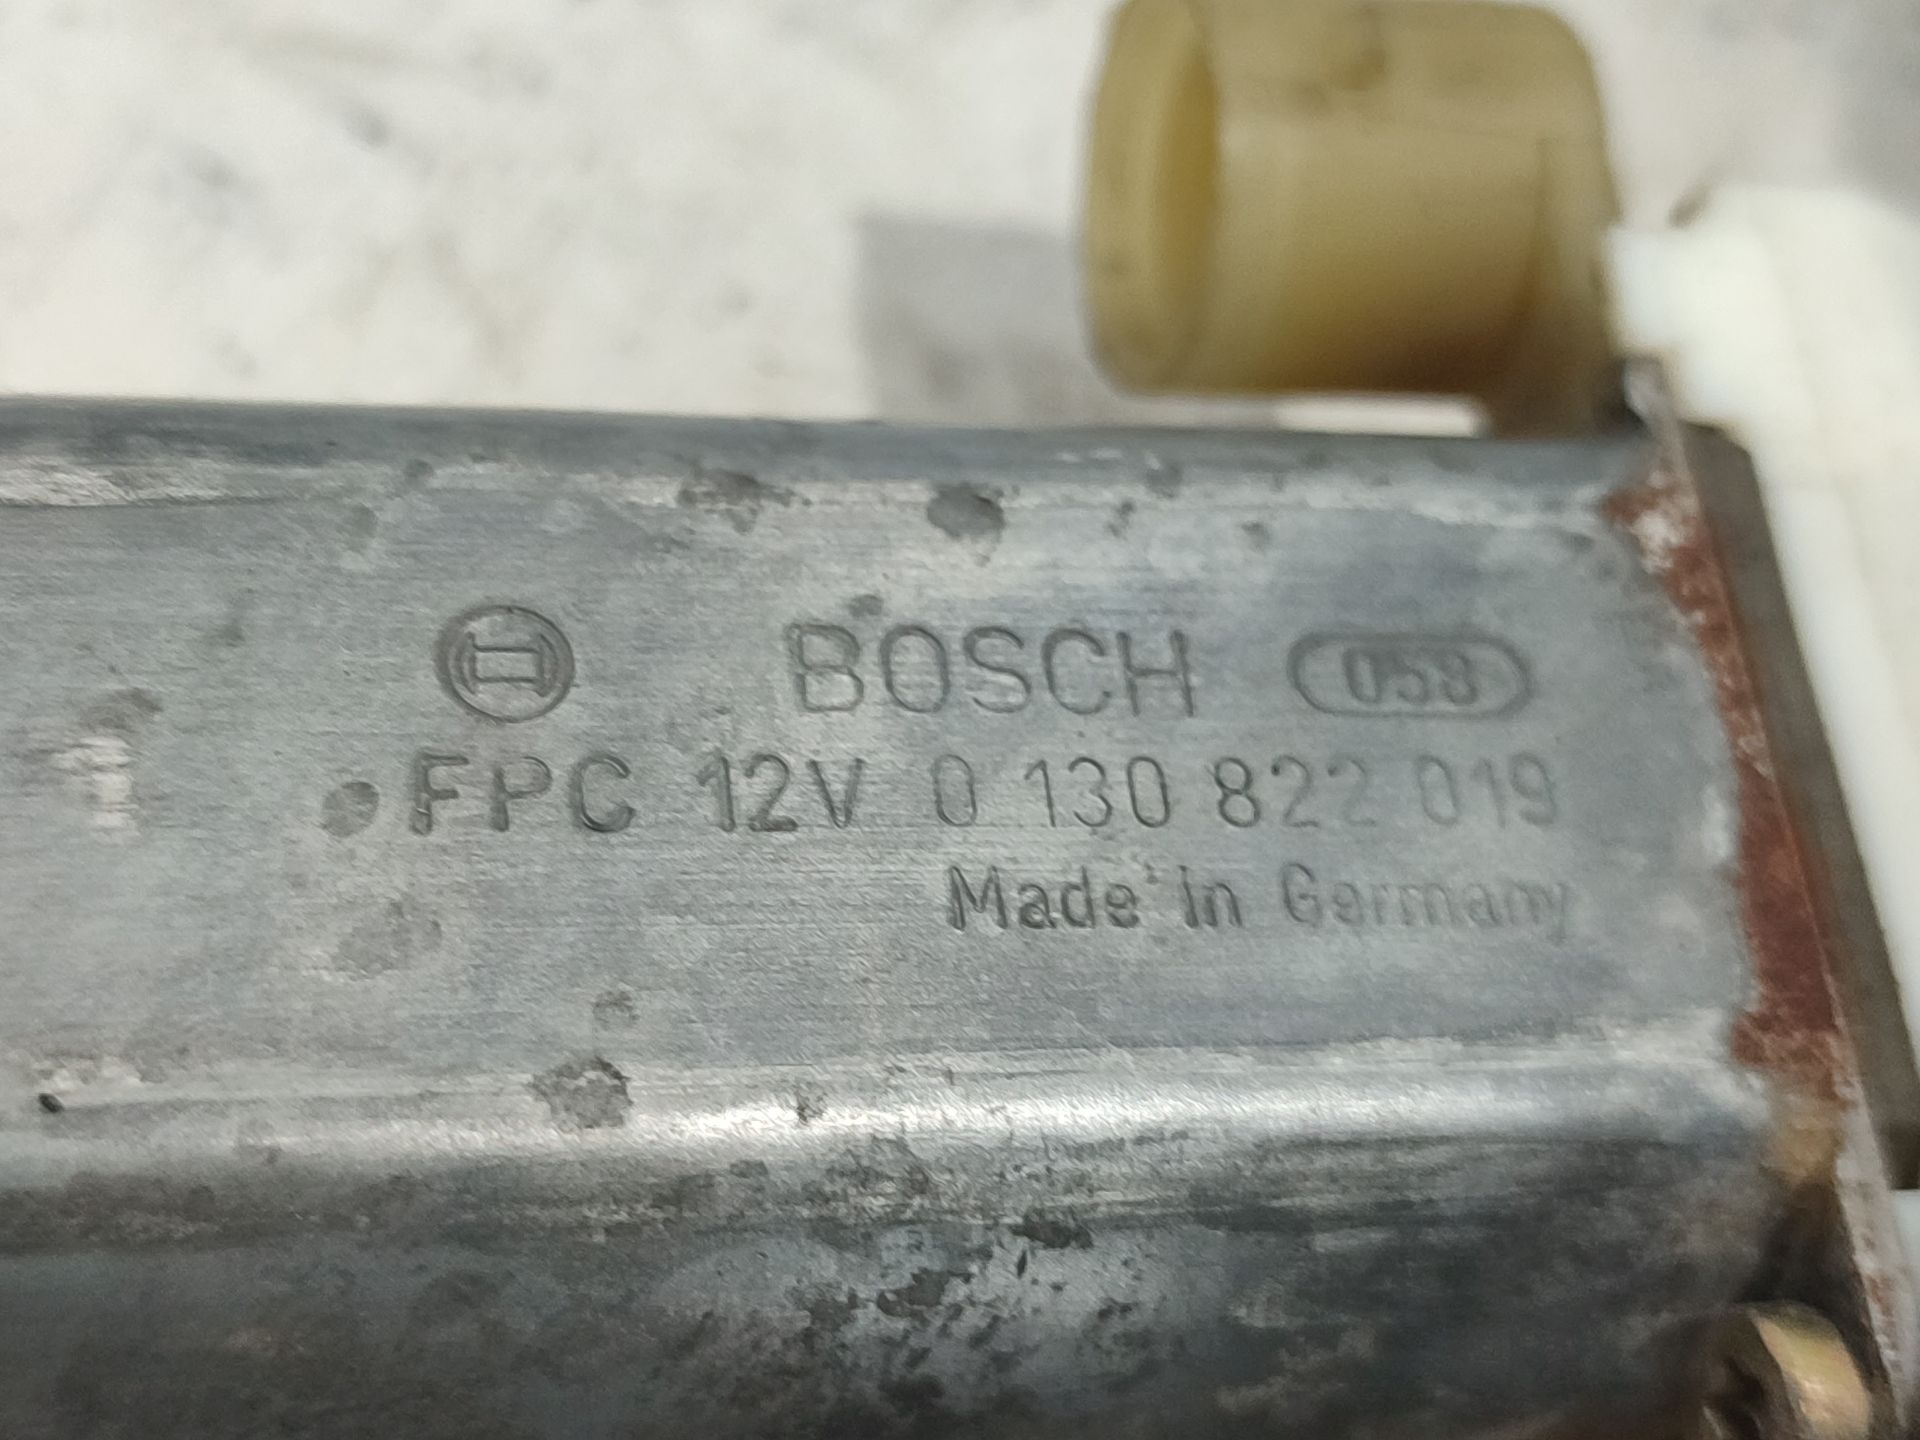 BOSCH 058
FPC 12V 0 130 822 019
Made in Germany